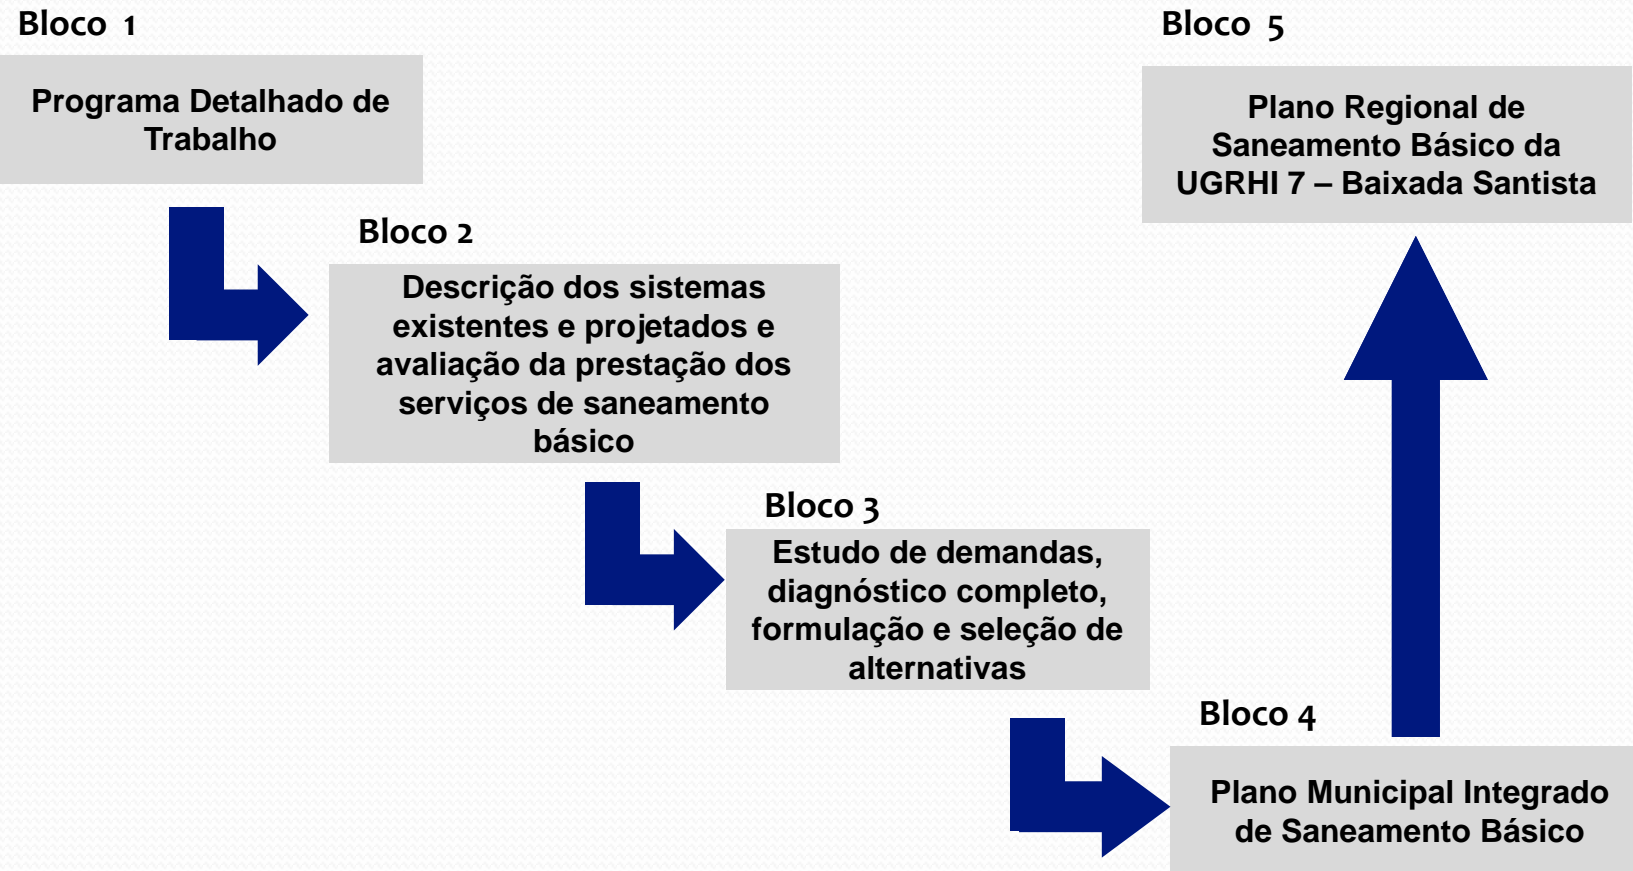 Bloco 1
Programa Detalhado de
Trabalho
Bloco 2
Descrição dos sistemas
existentes e projetados e
avaliação da prestação dos
serviços de saneamento
básico
Bloco 3
Estudo de demandas,
diagnóstico completo,
formulação e seleção de
alternativas
Bloco 4
Plano Municipal Integrado
de Saneamento Básico
Bloco 5
Plano Regional de
Saneamento Básico da
UGRHI 7 – Baixada Santista